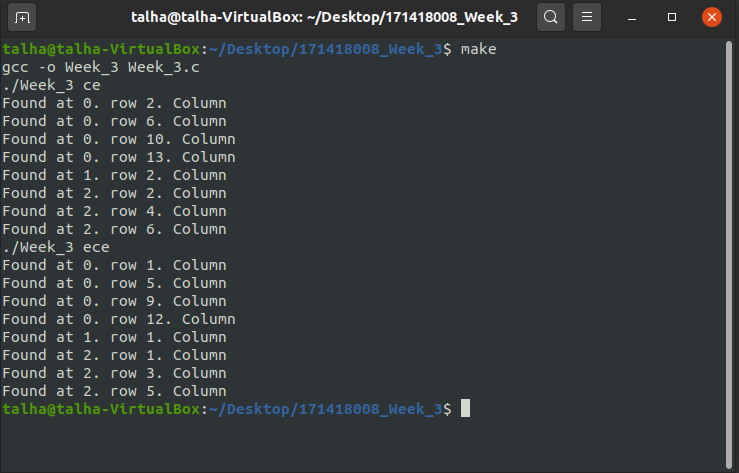 talha@talha-VirtualBox: ~/Desktop/171418008_Week_3
talha@talha-VirtualBox:~/Desktop/171418008_Week_3$ make
gcc -o Week_3 Week_3.c
./Week_3 ce
Found at 0. row 2. Column
Found at 0. row 6. Column
Found at 0. row 10. Column
Found at 0. row 13. Column
Found at 1. row 2. Column
Found at 2. row 2. Column
Found at 2. row 4. Column
Found at 2. row 6. Column
./Week_3 ece
Found at 0. row 1. Column
Found at 0. row 5. Column
Found at 0. row 9. Column
Found at 0. row 12. Column
Found at 1. row 1. Column
Found at 2. row 1. Column
Found at 2. row 3. Column
Found at 2. row 5. Column
talha@talha-VirtualBox:~/Desktop/171418008_Week_3$